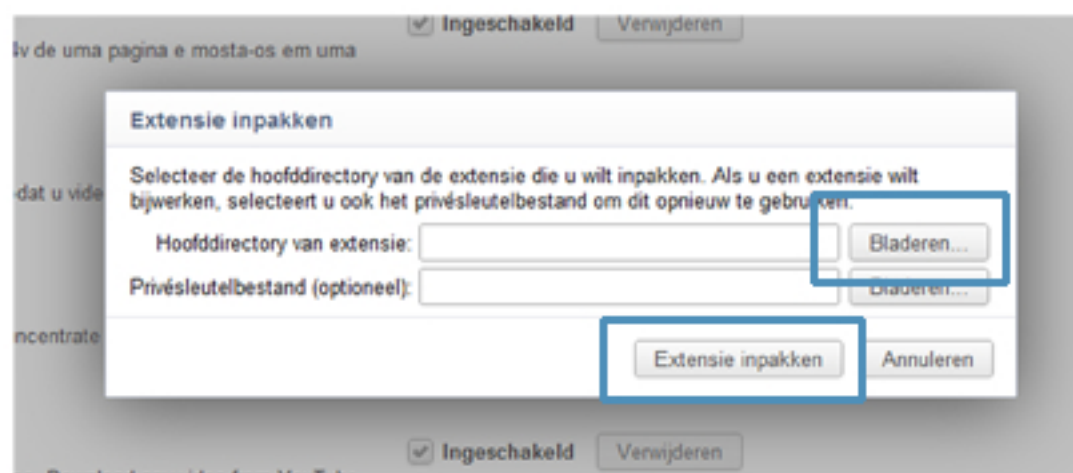 Ingeschakeld Verwijderen
de uma pagina e mosta-os em uma
Extensie inpakken
Selecteer de hoofddirectory van de extensie die u wilt inpakken. Als u een extensie wilt
dat u vide
bijwerken, selecteert u ook het privésleutelbestand om dit opnieuw te gebruiken.
Hoofddirectory van extensie: Bladeren...
Privésleutelbestand (optioneel): Bladeren...
ncentrate
Extensie inpakken Annuleren
Ingeschakeld Verwijderen